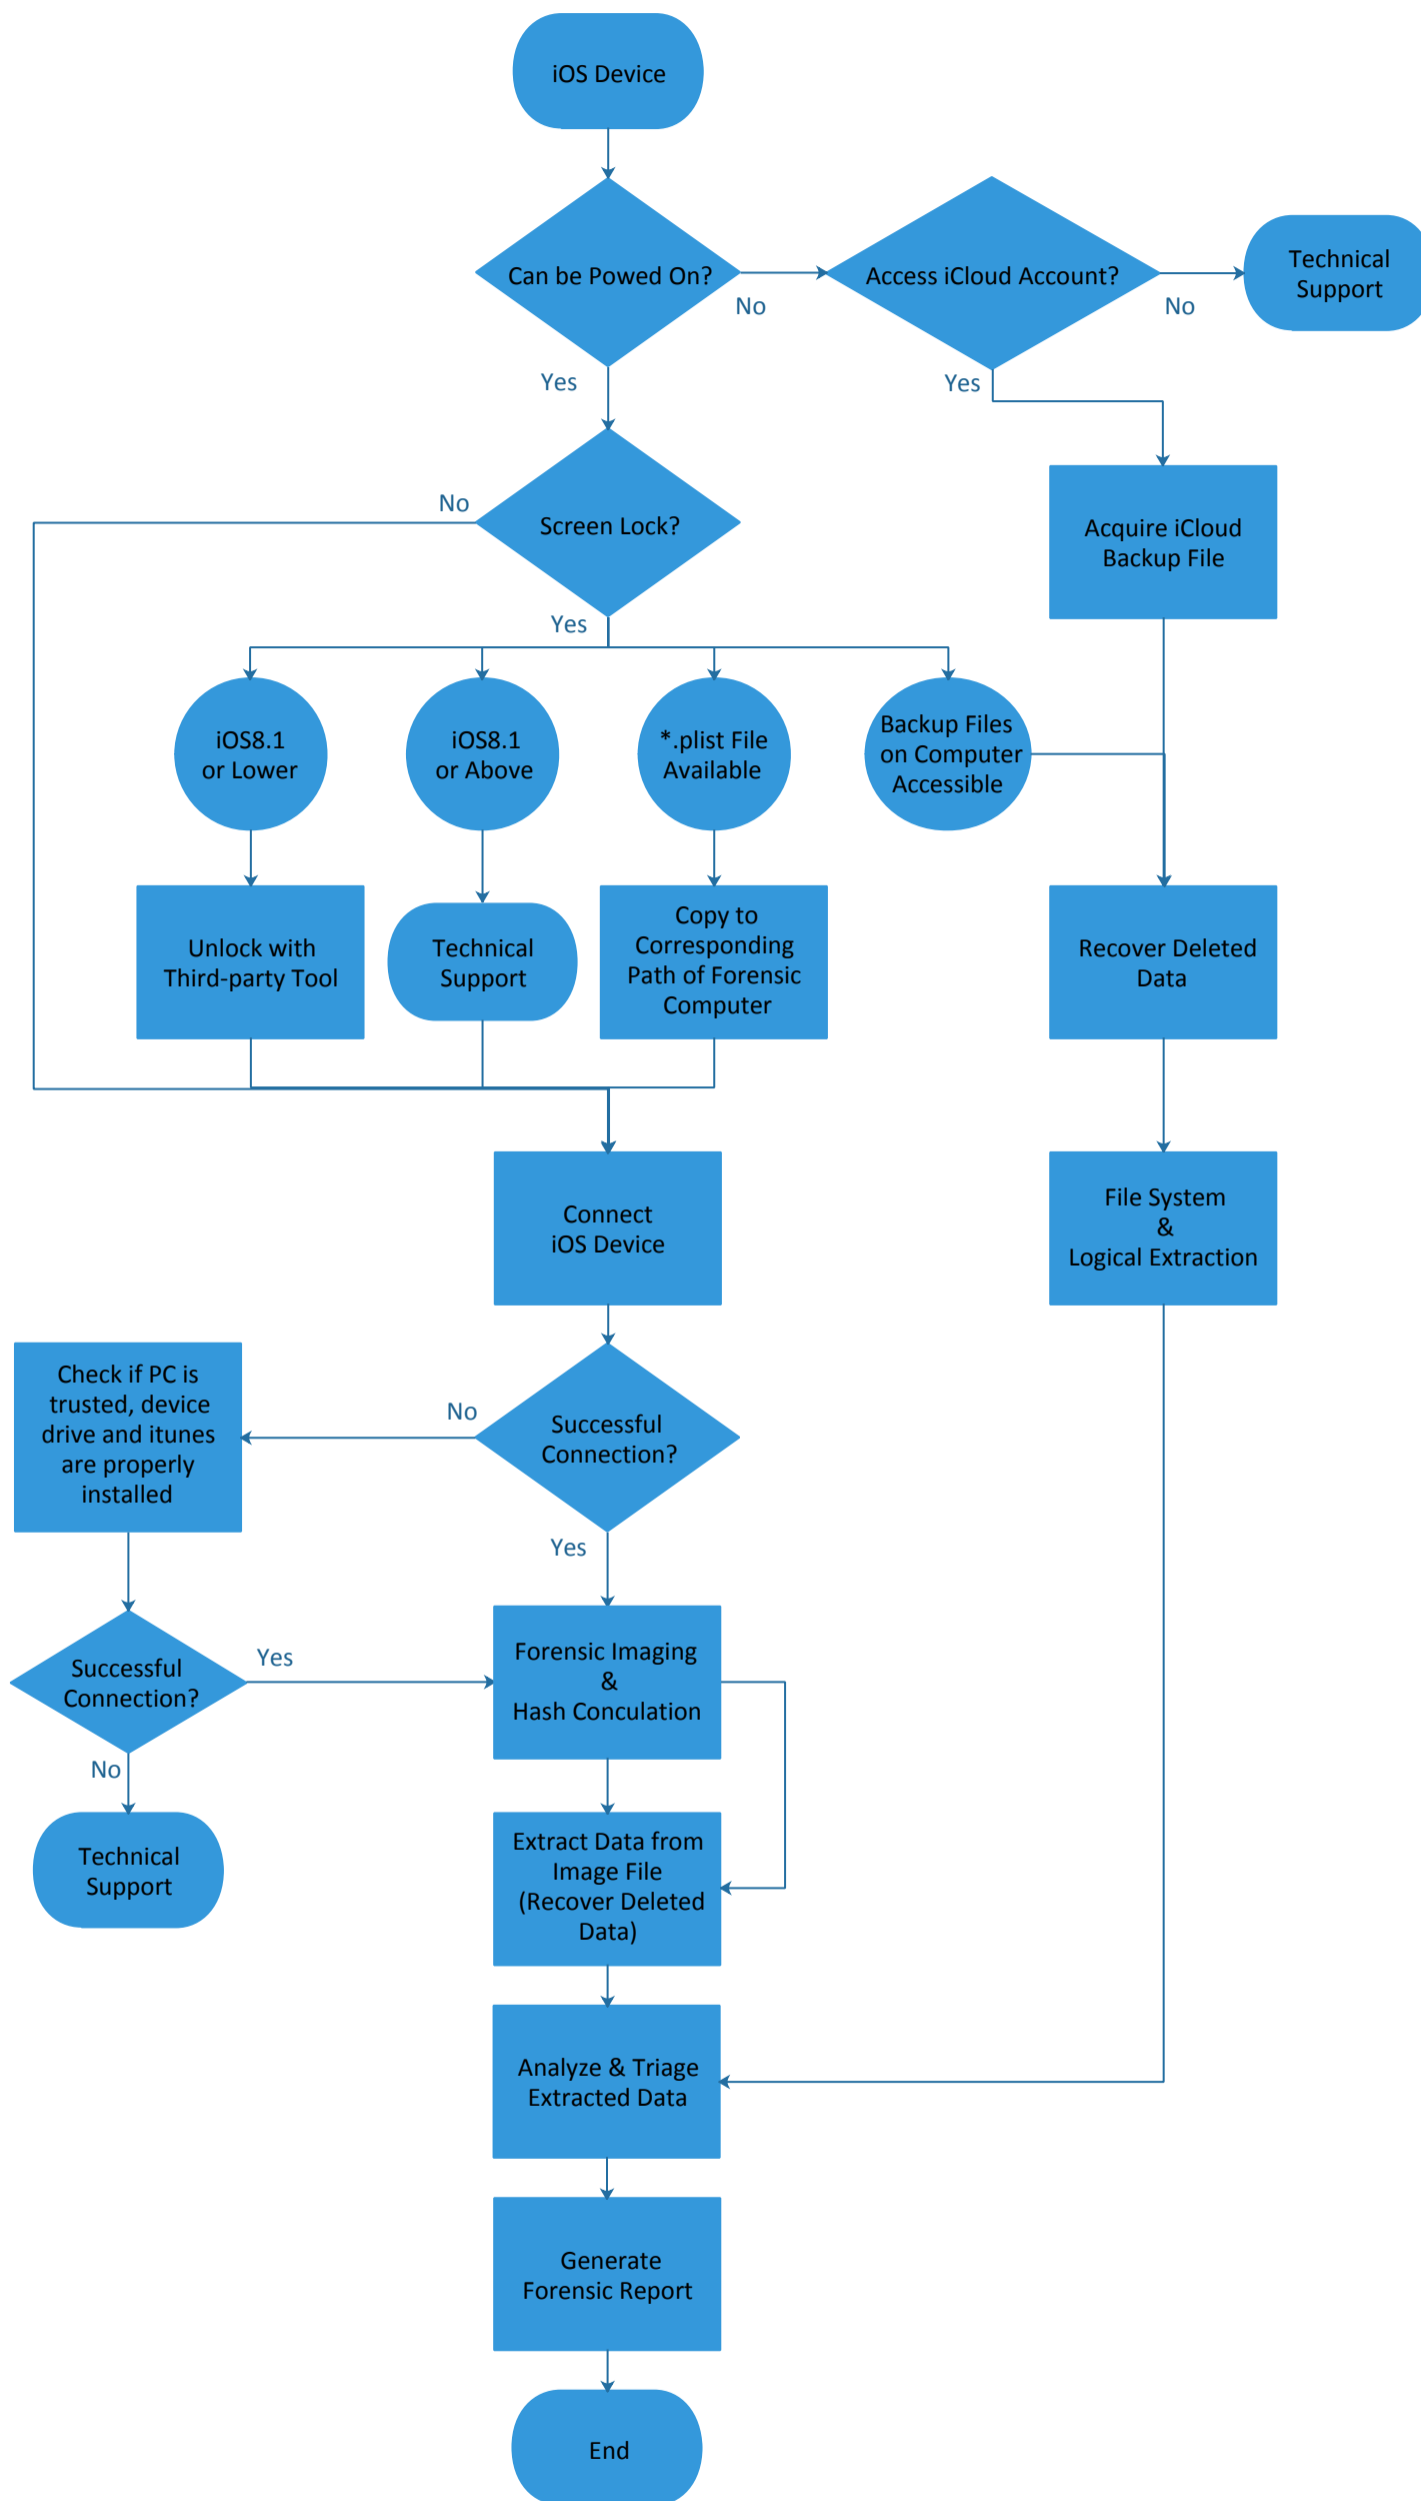 iOS Device
Can be Powed On?
No
Access iCloud Account?
No
Technical
Support
Yes
Yes
No
Screen Lock?
Acquire iCloud
Backup File
Yes
iOS8.1
or Lower
iOS8.1
or Above
*.plist File
Available
Backup Files
on Computer
Accessible
Unlock with
Third-party Tool
Technical
Support
Copy to
Corresponding
Path of Forensic
Computer
Recover Deleted
Data
Connect
iOS Device
File System
&
Logical Extraction
Check if PC is
trusted, device
drive and itunes
are properly
installed
No
Successful
Connection?
Yes
Successful
Connection?
Yes
Forensic Imaging
&
Hash Conculation
No
Technical
Support
Extract Data from
Image File
(Recover Deleted
Data)
Analyze & Triage
Extracted Data
Generate
Forensic Report
End